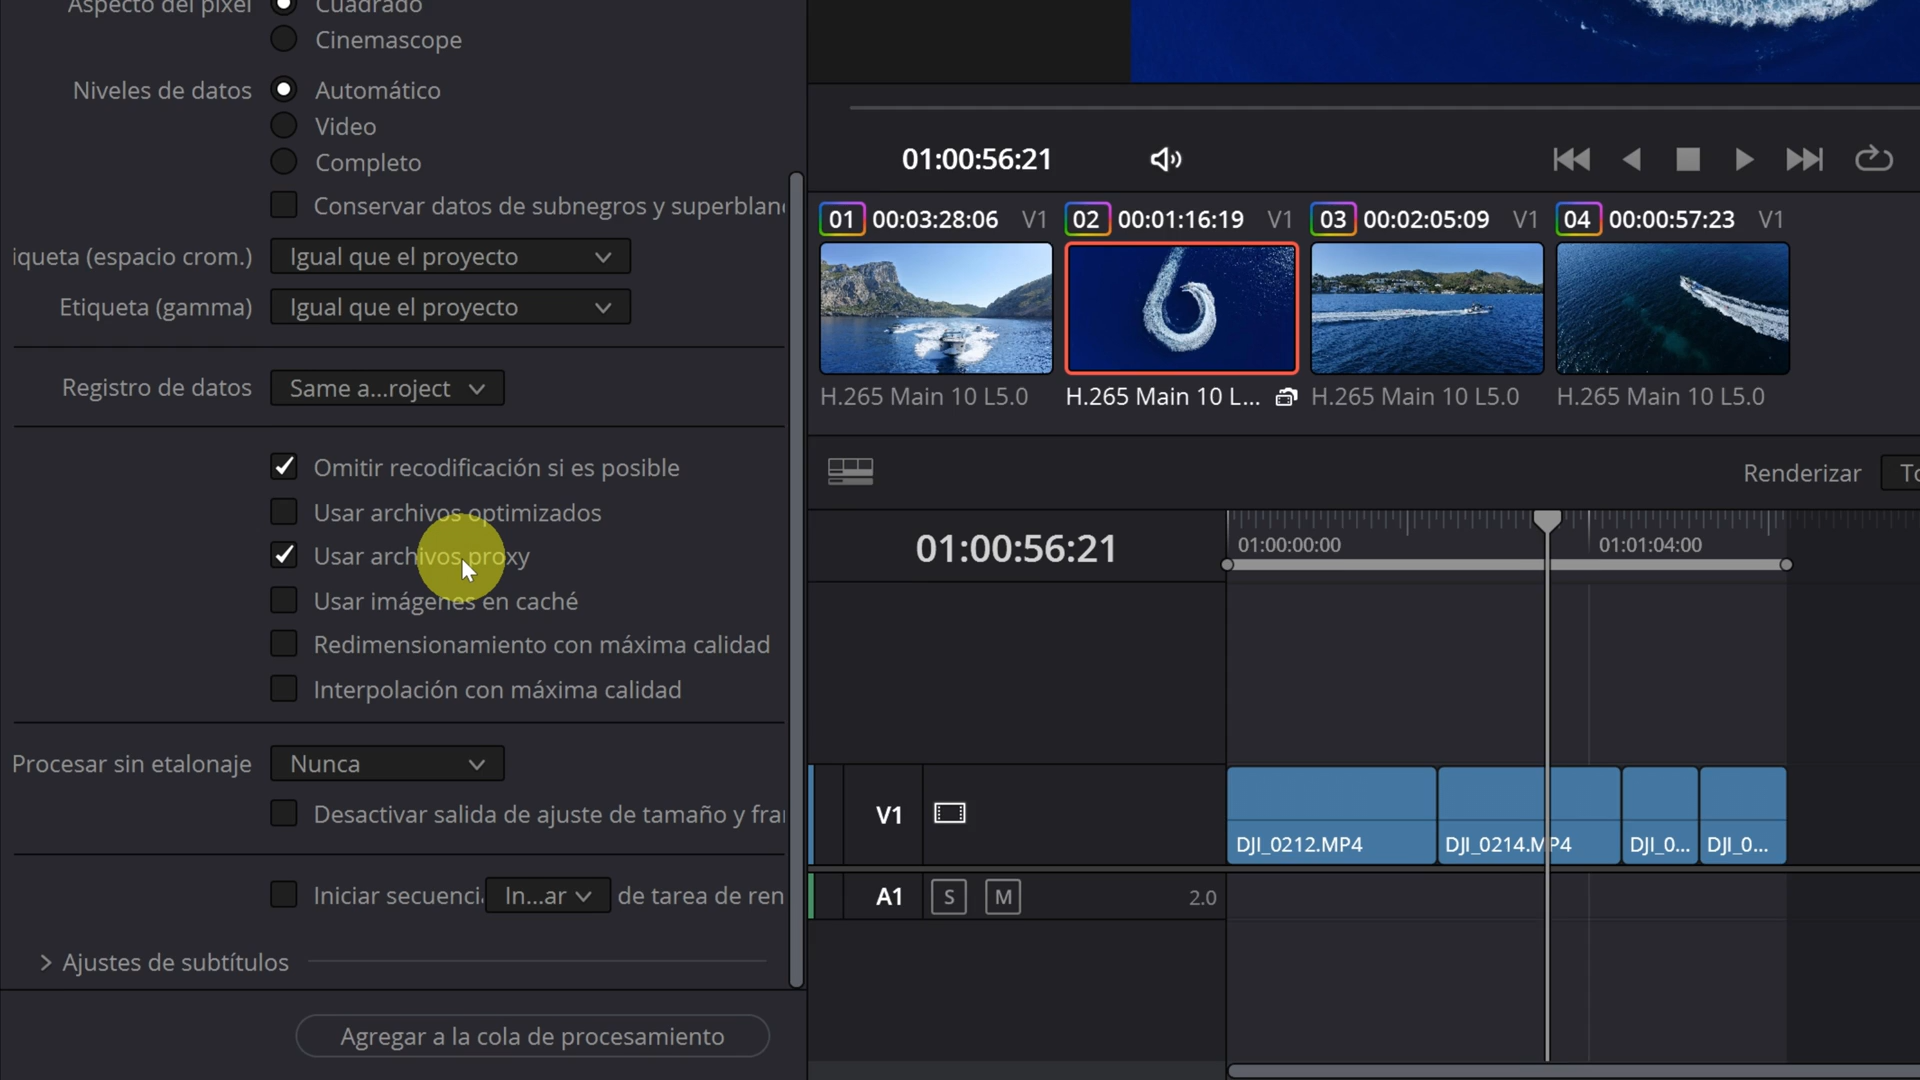 Aspecto del píxel Cuadrado
Cinemascope
Niveles de datos Automático
Video
Completo
Conservar datos de subnegros y superblan
iqueta (espacio crom.) Igual que el proyecto
Etiqueta (gamma) Igual que el proyecto
Registro de datos Same a...roject
Omitir recodificación si es posible
Usar archivos optimizados
Usar archivos proxy
Usar imágenes en caché
Redimensionamiento con máxima calidad
Interpolación con máxima calidad
Procesar sin etalonaje Nunca
Desactivar salida de ajuste de tamaño y fra
Iniciar secuenci In...ar de tarea de ren
Ajustes de subtítulos
Agregar a la cola de procesamiento
01:00:56:21
01 00:03:28:06 V1 02 00:01:16:19 V1 03 00:02:05:09 V1 04 00:00:57:23 V1
H.265 Main 10 L5.0 H.265 Main 10 L... H.265 Main 10 L5.0 H.265 Main 10 L5.0
Renderizar To
01:00:56:21 01:00:00:00 01:01:04:00
V1 DJI_0212.MP4 DJI_0214.MP4 DJI_0... DJI_0...
A1 S M 2.0